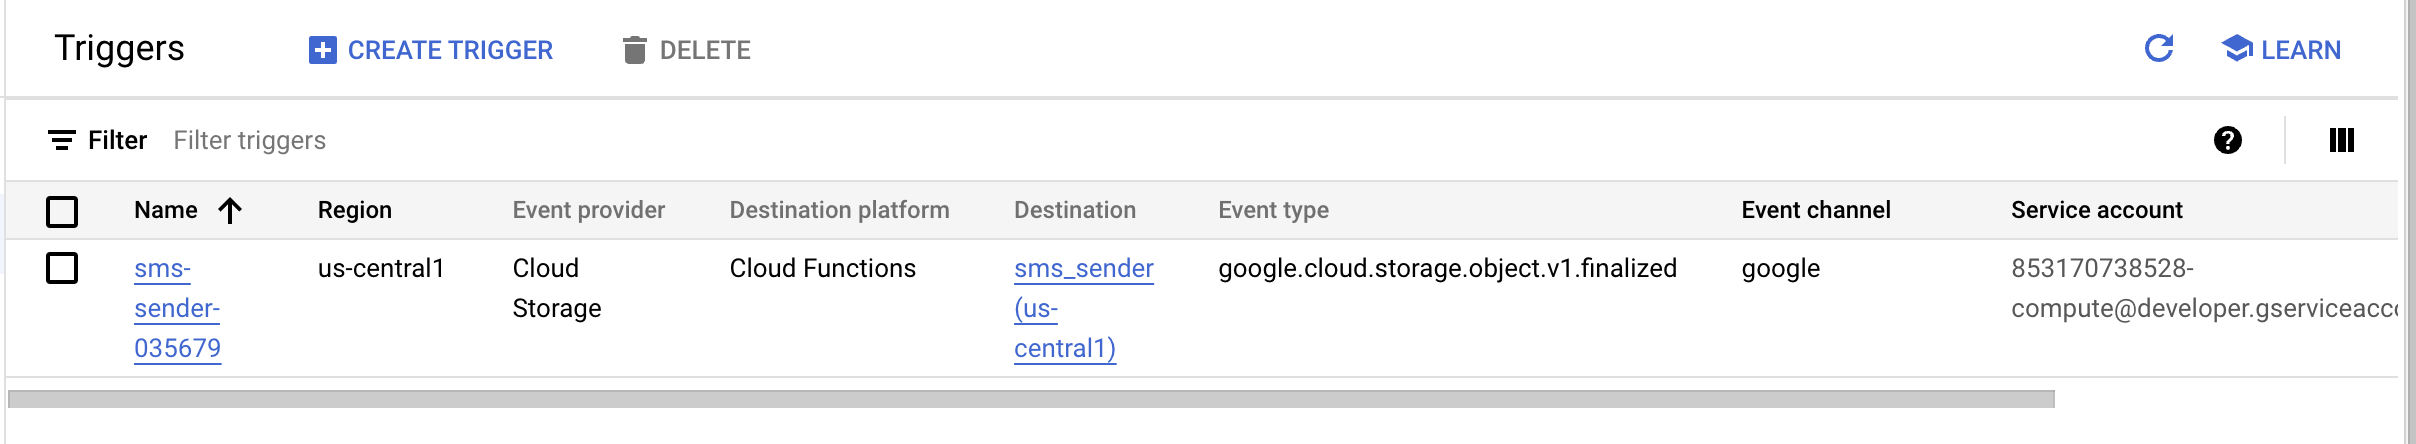 Triggers CREATE TRIGGER DELETE LEARN
Filter Filter triggers
Name Region Event provider Destination platform Destination Event type Event channel Service account
sms- us-central1 Cloud Cloud Functions sms_sender google.cloud.storage.object.v1.finalized google 853170738528-
sender- Storage (us- compute@developer.gserviceacc
035679 central1)